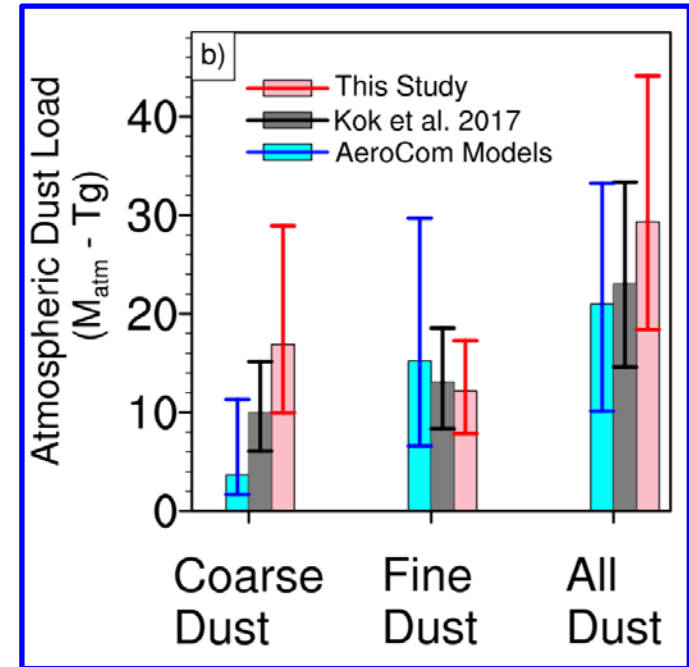 b)
This Study
Kok et al. 2017
AeroCom Models
Atmospheric Dust Load
(Matm - Tg)
40
30
20
10
0
Coarse Dust
Fine Dust
All Dust